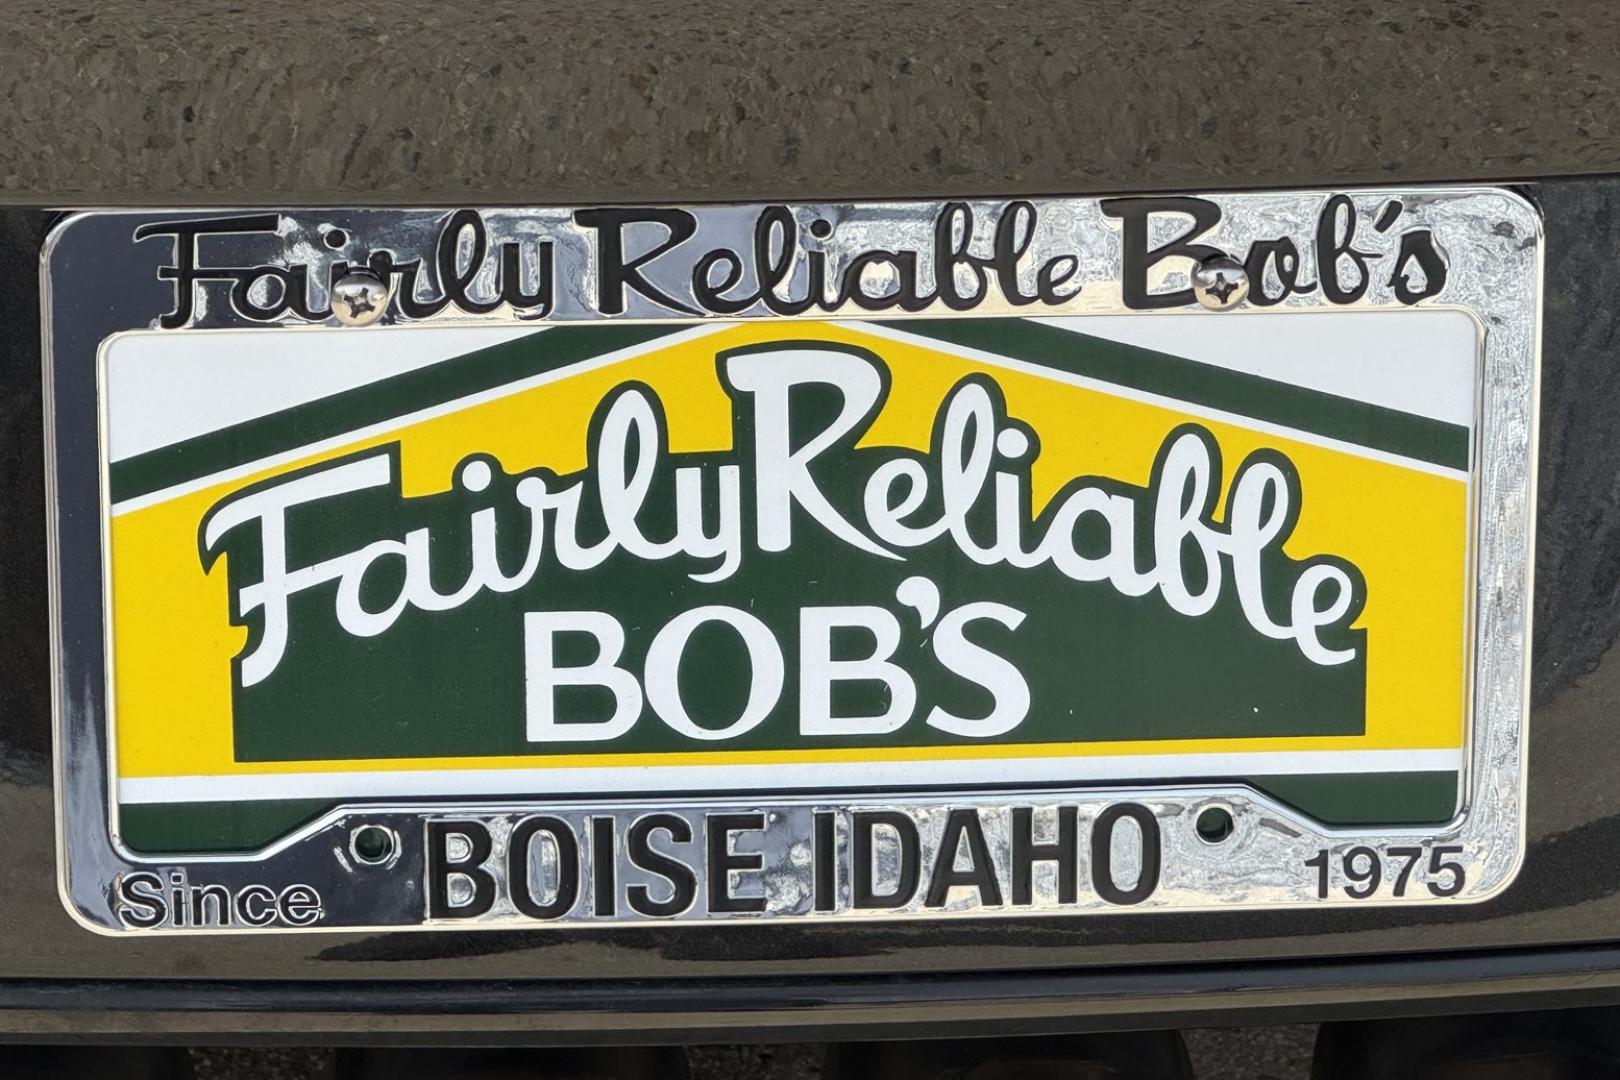 Fairly Reliable Bob's
Fairly Reliable
BOB'S
Since BOISE IDAHO 1975